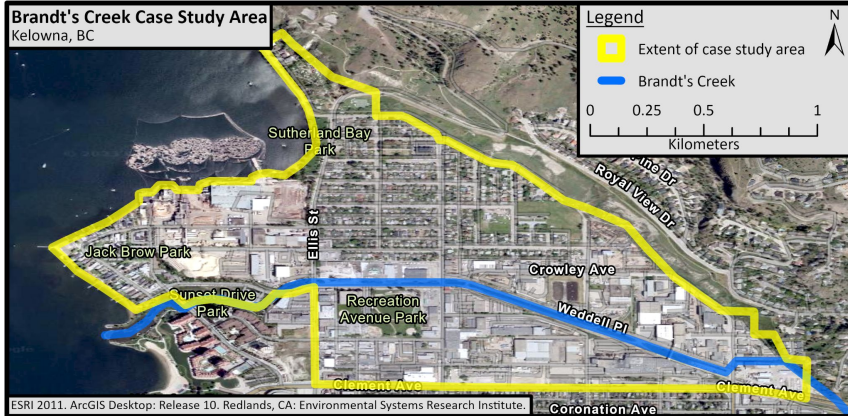 Brandt's Creek Case Study Area
Kelowna, BC
Legend
N
Extent of case study area
Brandt's Creek
0 0.25 0.5 1
Kilometers
Sutherland Bay
Park
Pine Dr
Royal View Dr
Ellis St
Jack Brow Park
Crowley Ave
Sunset Drive
Park
Recreation
Avenue Park
Weddell Pl
Clement Ave
Clement Ave
Coronation Ave
ESRI 2011. ArcGIS Desktop: Release 10. Redlands, CA: Environmental Systems Research Institute.